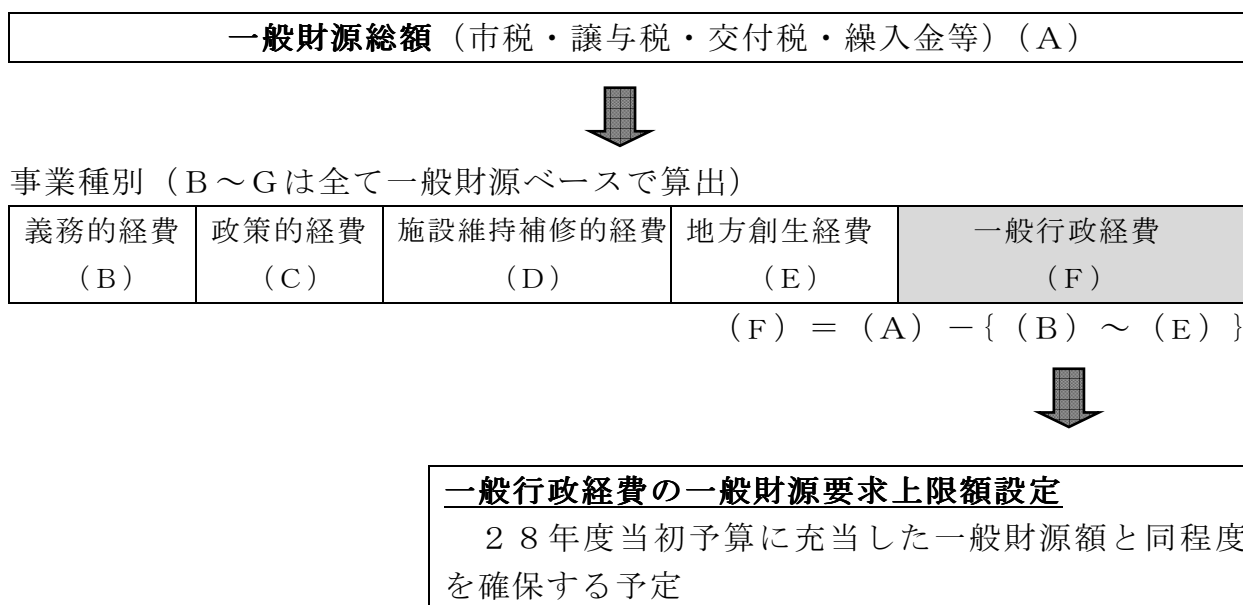 一般財源総額（市税・譲与税・交付税・繰入金等）（Ａ）
事業種別（Ｂ～Ｇは全て一般財源ベースで算出）
義務的経費 政策的経費 施設維持補修的経費 地方創生経費 一般行政経費
（Ｂ） （Ｃ） （Ｄ） （Ｅ） （Ｆ）
（Ｆ）＝（Ａ）－{（Ｂ）～（Ｅ）}
一般行政経費の一般財源要求上限額設定
２８年度当初予算に充当した一般財源額と同程度
を確保する予定